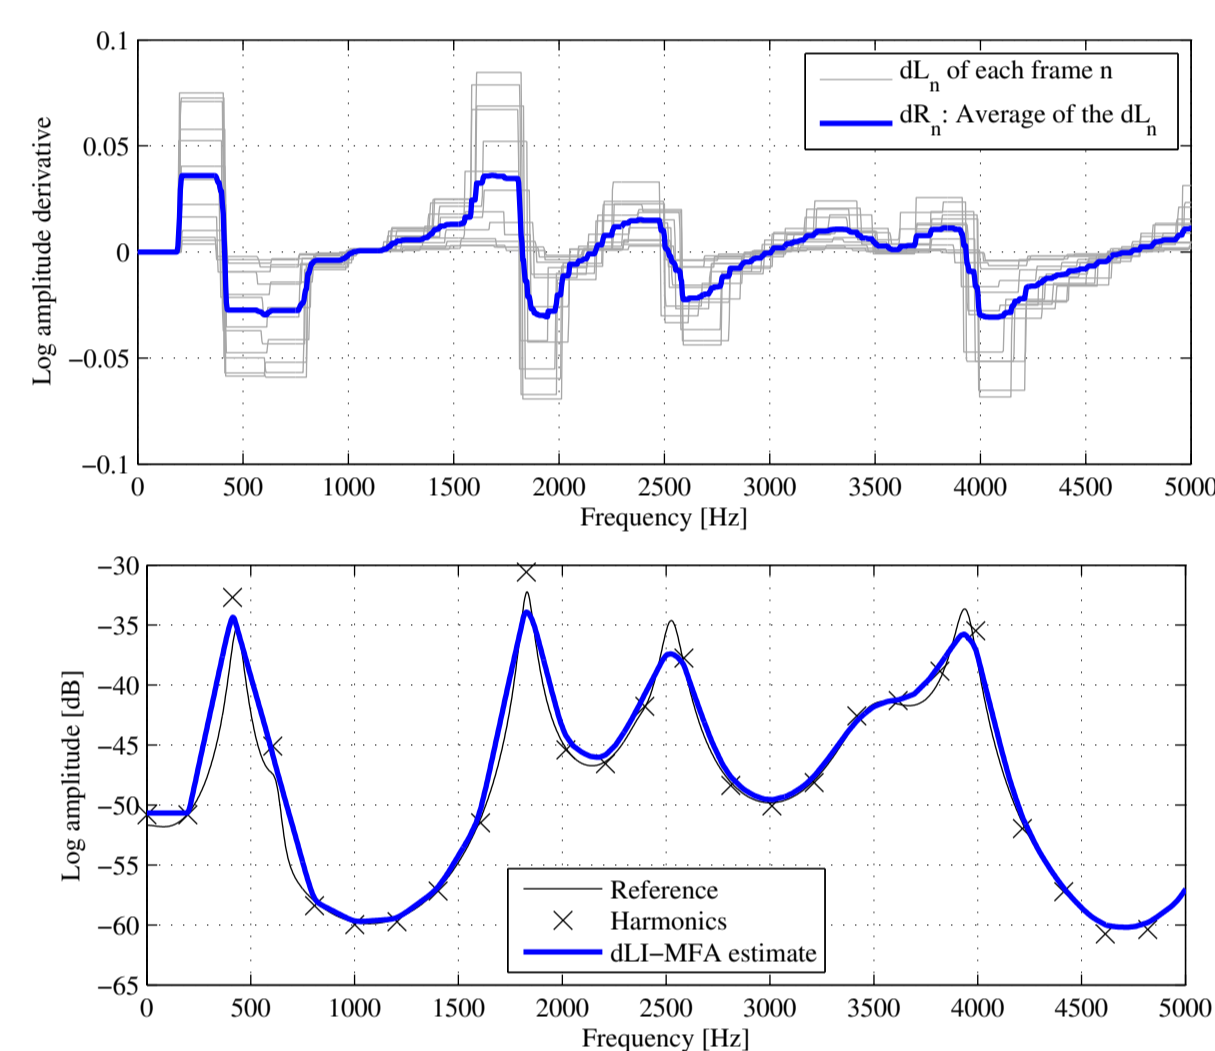 0.1
0.05
0
−0.05
−0.1
Log amplitude derivative
dLn of each frame n
dRn: Average of the dLn
0 500 1000 1500 2000 2500 3000 3500 4000 4500 5000
Frequency [Hz]
−30
−35
−40
−45
−50
−55
−60
−65
Log amplitude [dB]
Reference
Harmonics
dLI−MFA estimate
0 500 1000 1500 2000 2500 3000 3500 4000 4500 5000
Frequency [Hz]